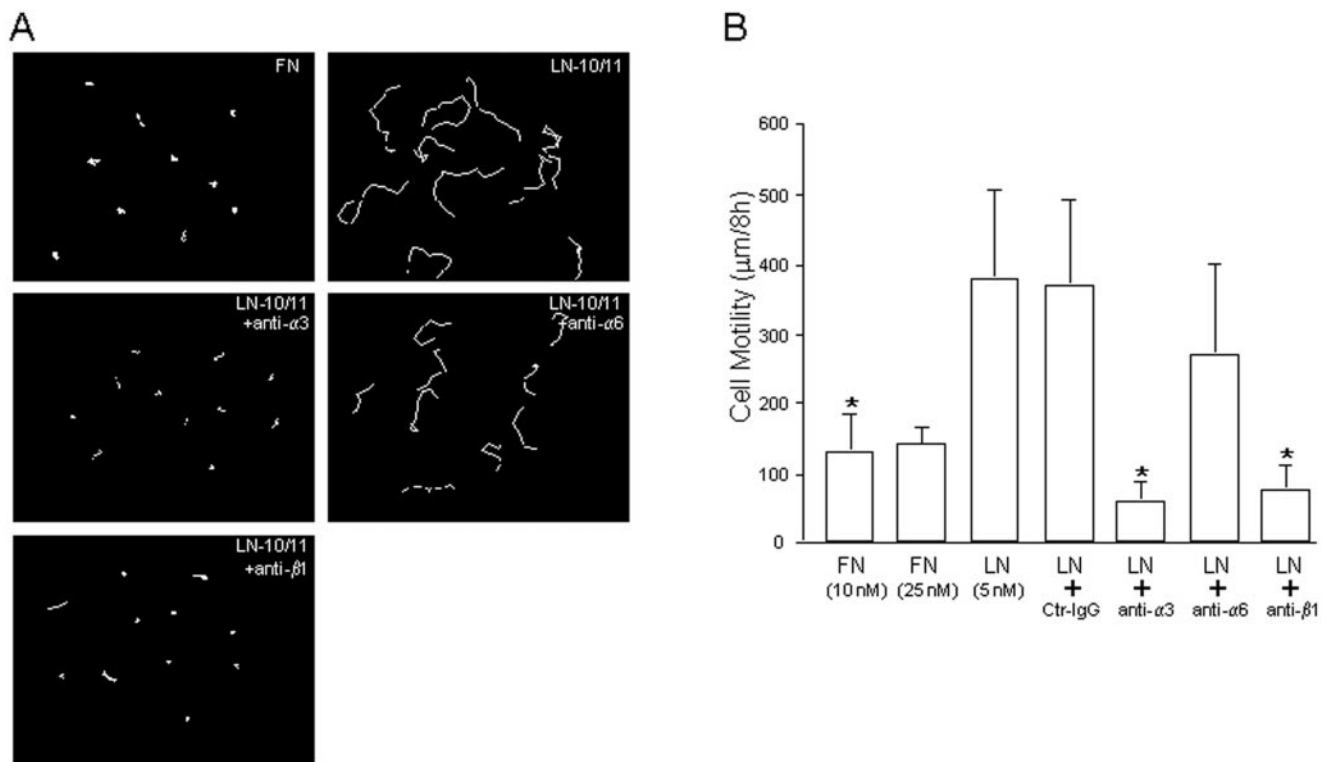 A
FN
LN-10/11
LN-10/11
+anti-α3
LN-10/11
+anti-α6
LN-10/11
+anti-β1
B
Cell Motility (μm/8h)
600
500
400
300
200
100
0
*
*
*
FN
(10 nM)
FN
(25 nM)
LN
(5 nM)
LN
+
Ctr-IgG
LN
+
anti-α3
LN
+
anti-α6
LN
+
anti-β1